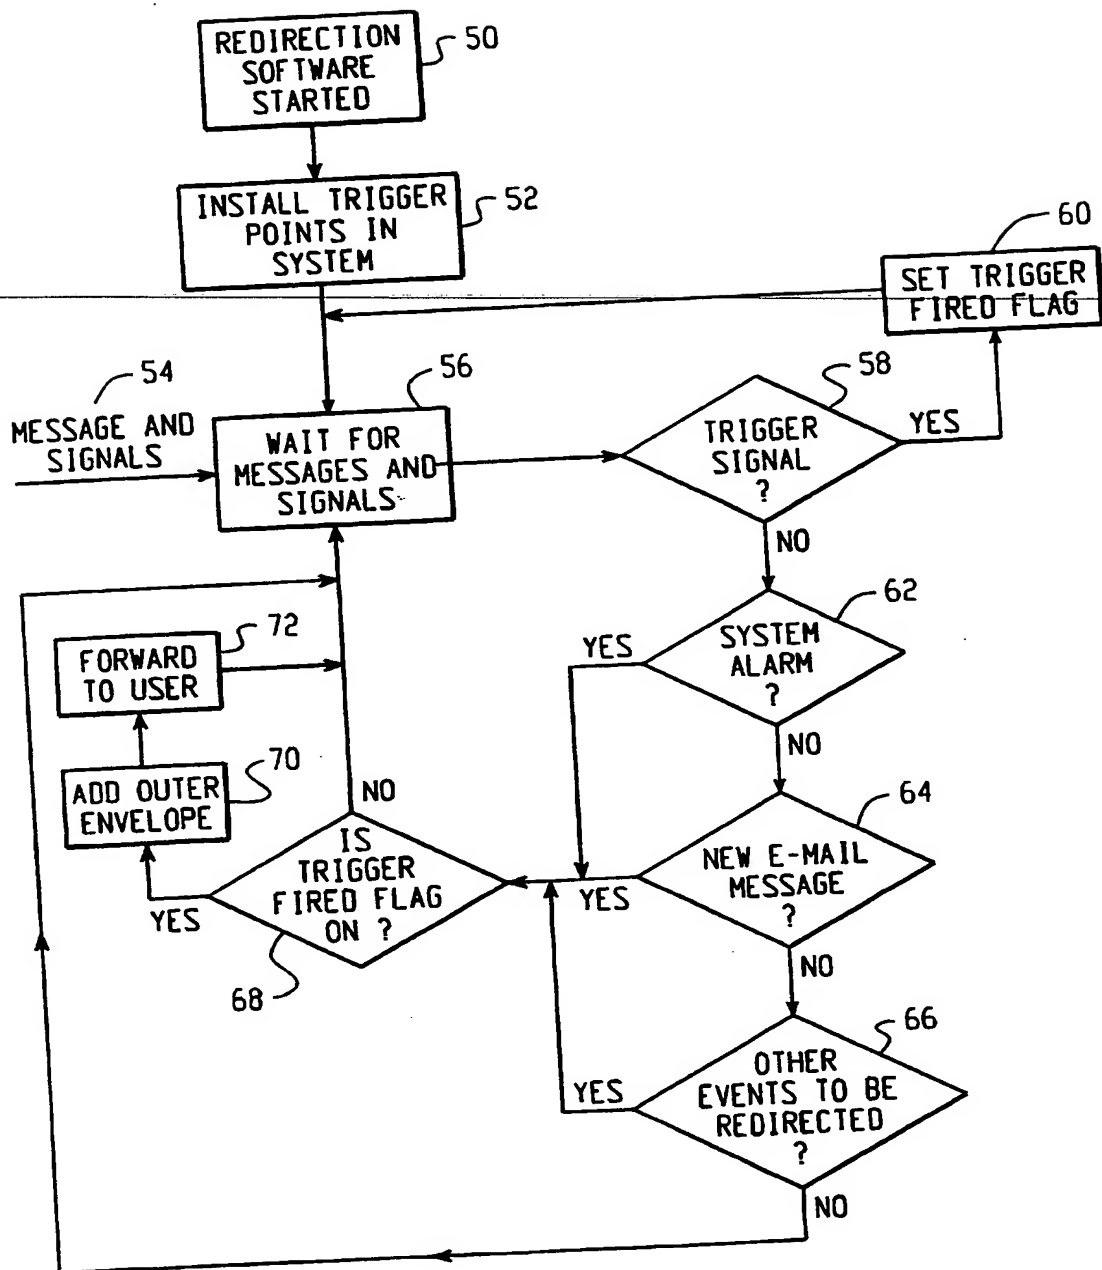 REDIRECTION
SOFTWARE
STARTED
50
INSTALL TRIGGER
POINTS IN
SYSTEM
52
60
SET TRIGGER
FIRED FLAG
54
MESSAGE AND
SIGNALS
56
WAIT FOR
MESSAGES AND
SIGNALS
58
TRIGGER
SIGNAL
?
YES
NO
62
SYSTEM
ALARM
?
YES
NO
72
FORWARD
TO USER
70
ADD OUTER
ENVELOPE
64
NEW E-MAIL
MESSAGE
?
YES
NO
NO
IS
TRIGGER
FIRED FLAG
ON ?
YES
68
66
OTHER
EVENTS TO BE
REDIRECTED
?
YES
NO